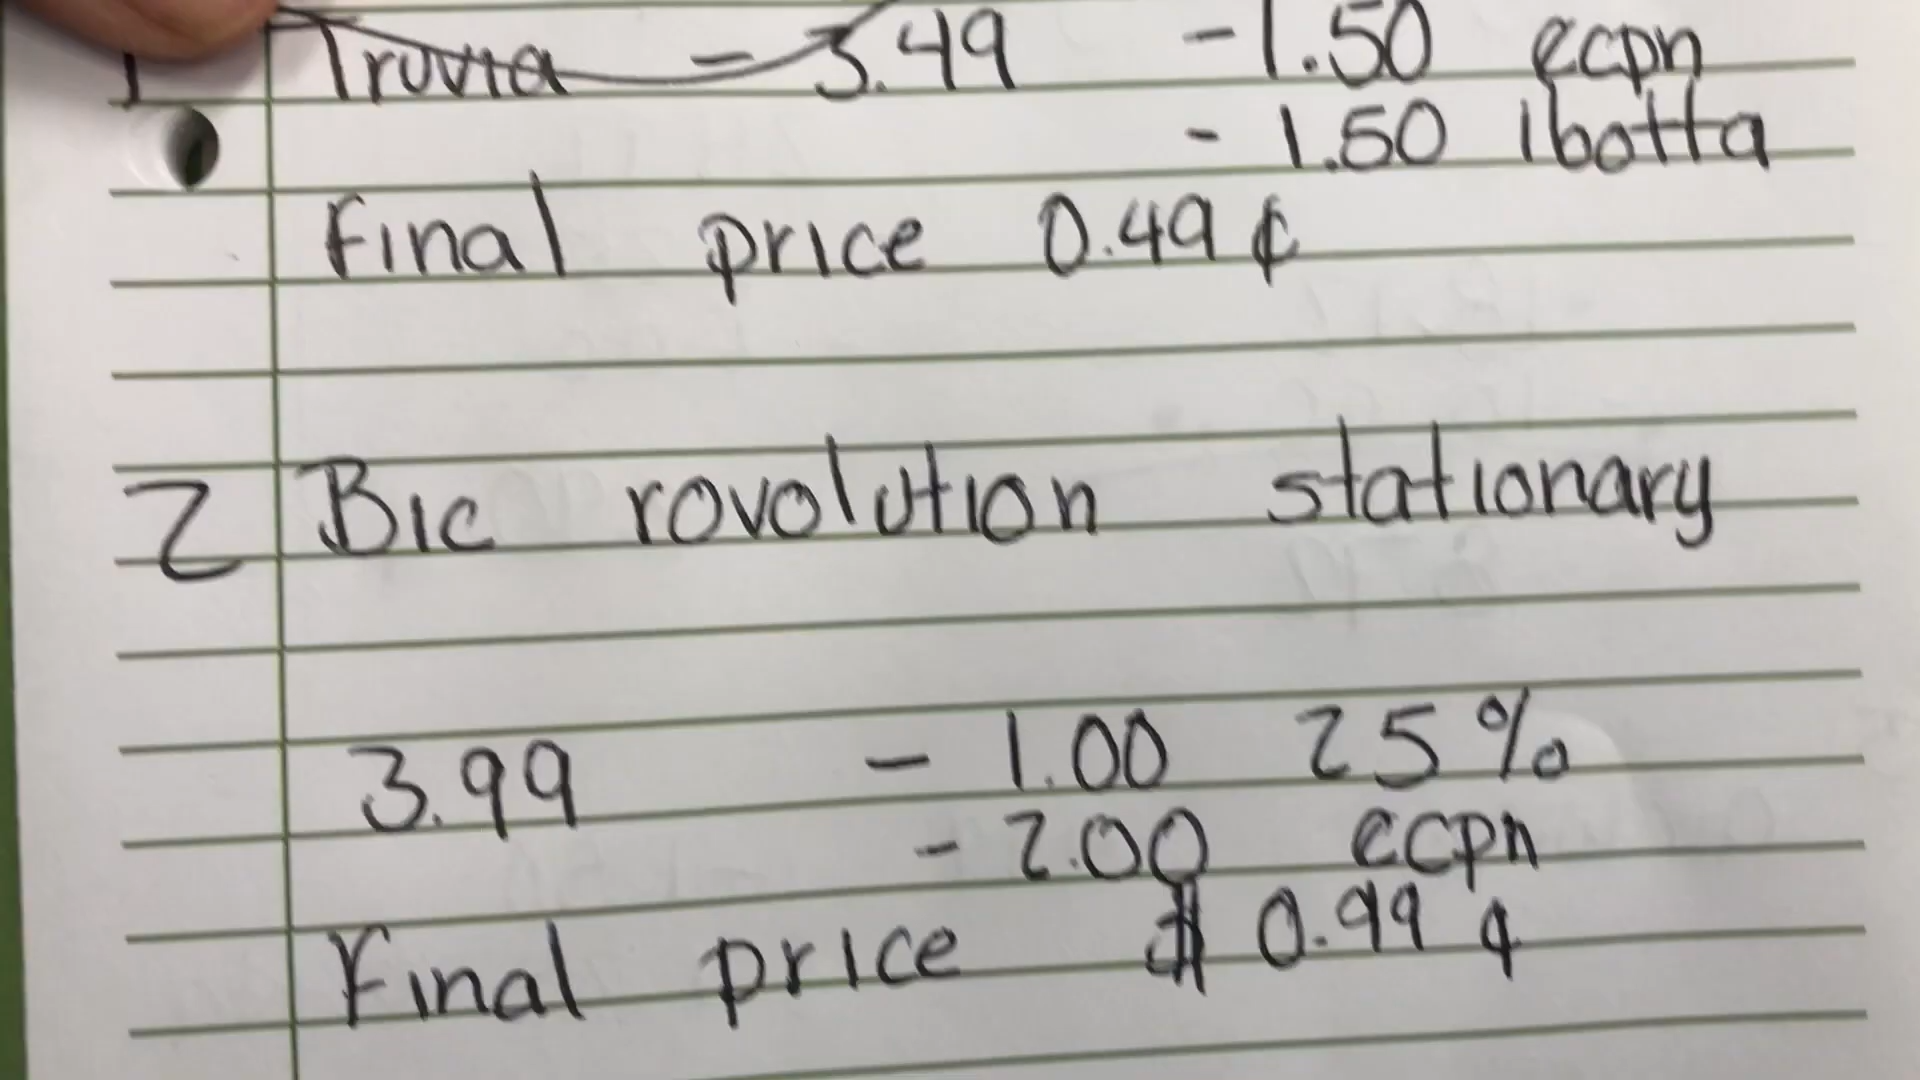 1 Truvia - 3.49 -1.50 ecpn
- 1.50 Ibotta
Final price 0.49 ¢
2 Bic rovolution stationary
3.99 - 1.00 25%
- 2.00 ecpn
Final price $ 0.99 ¢